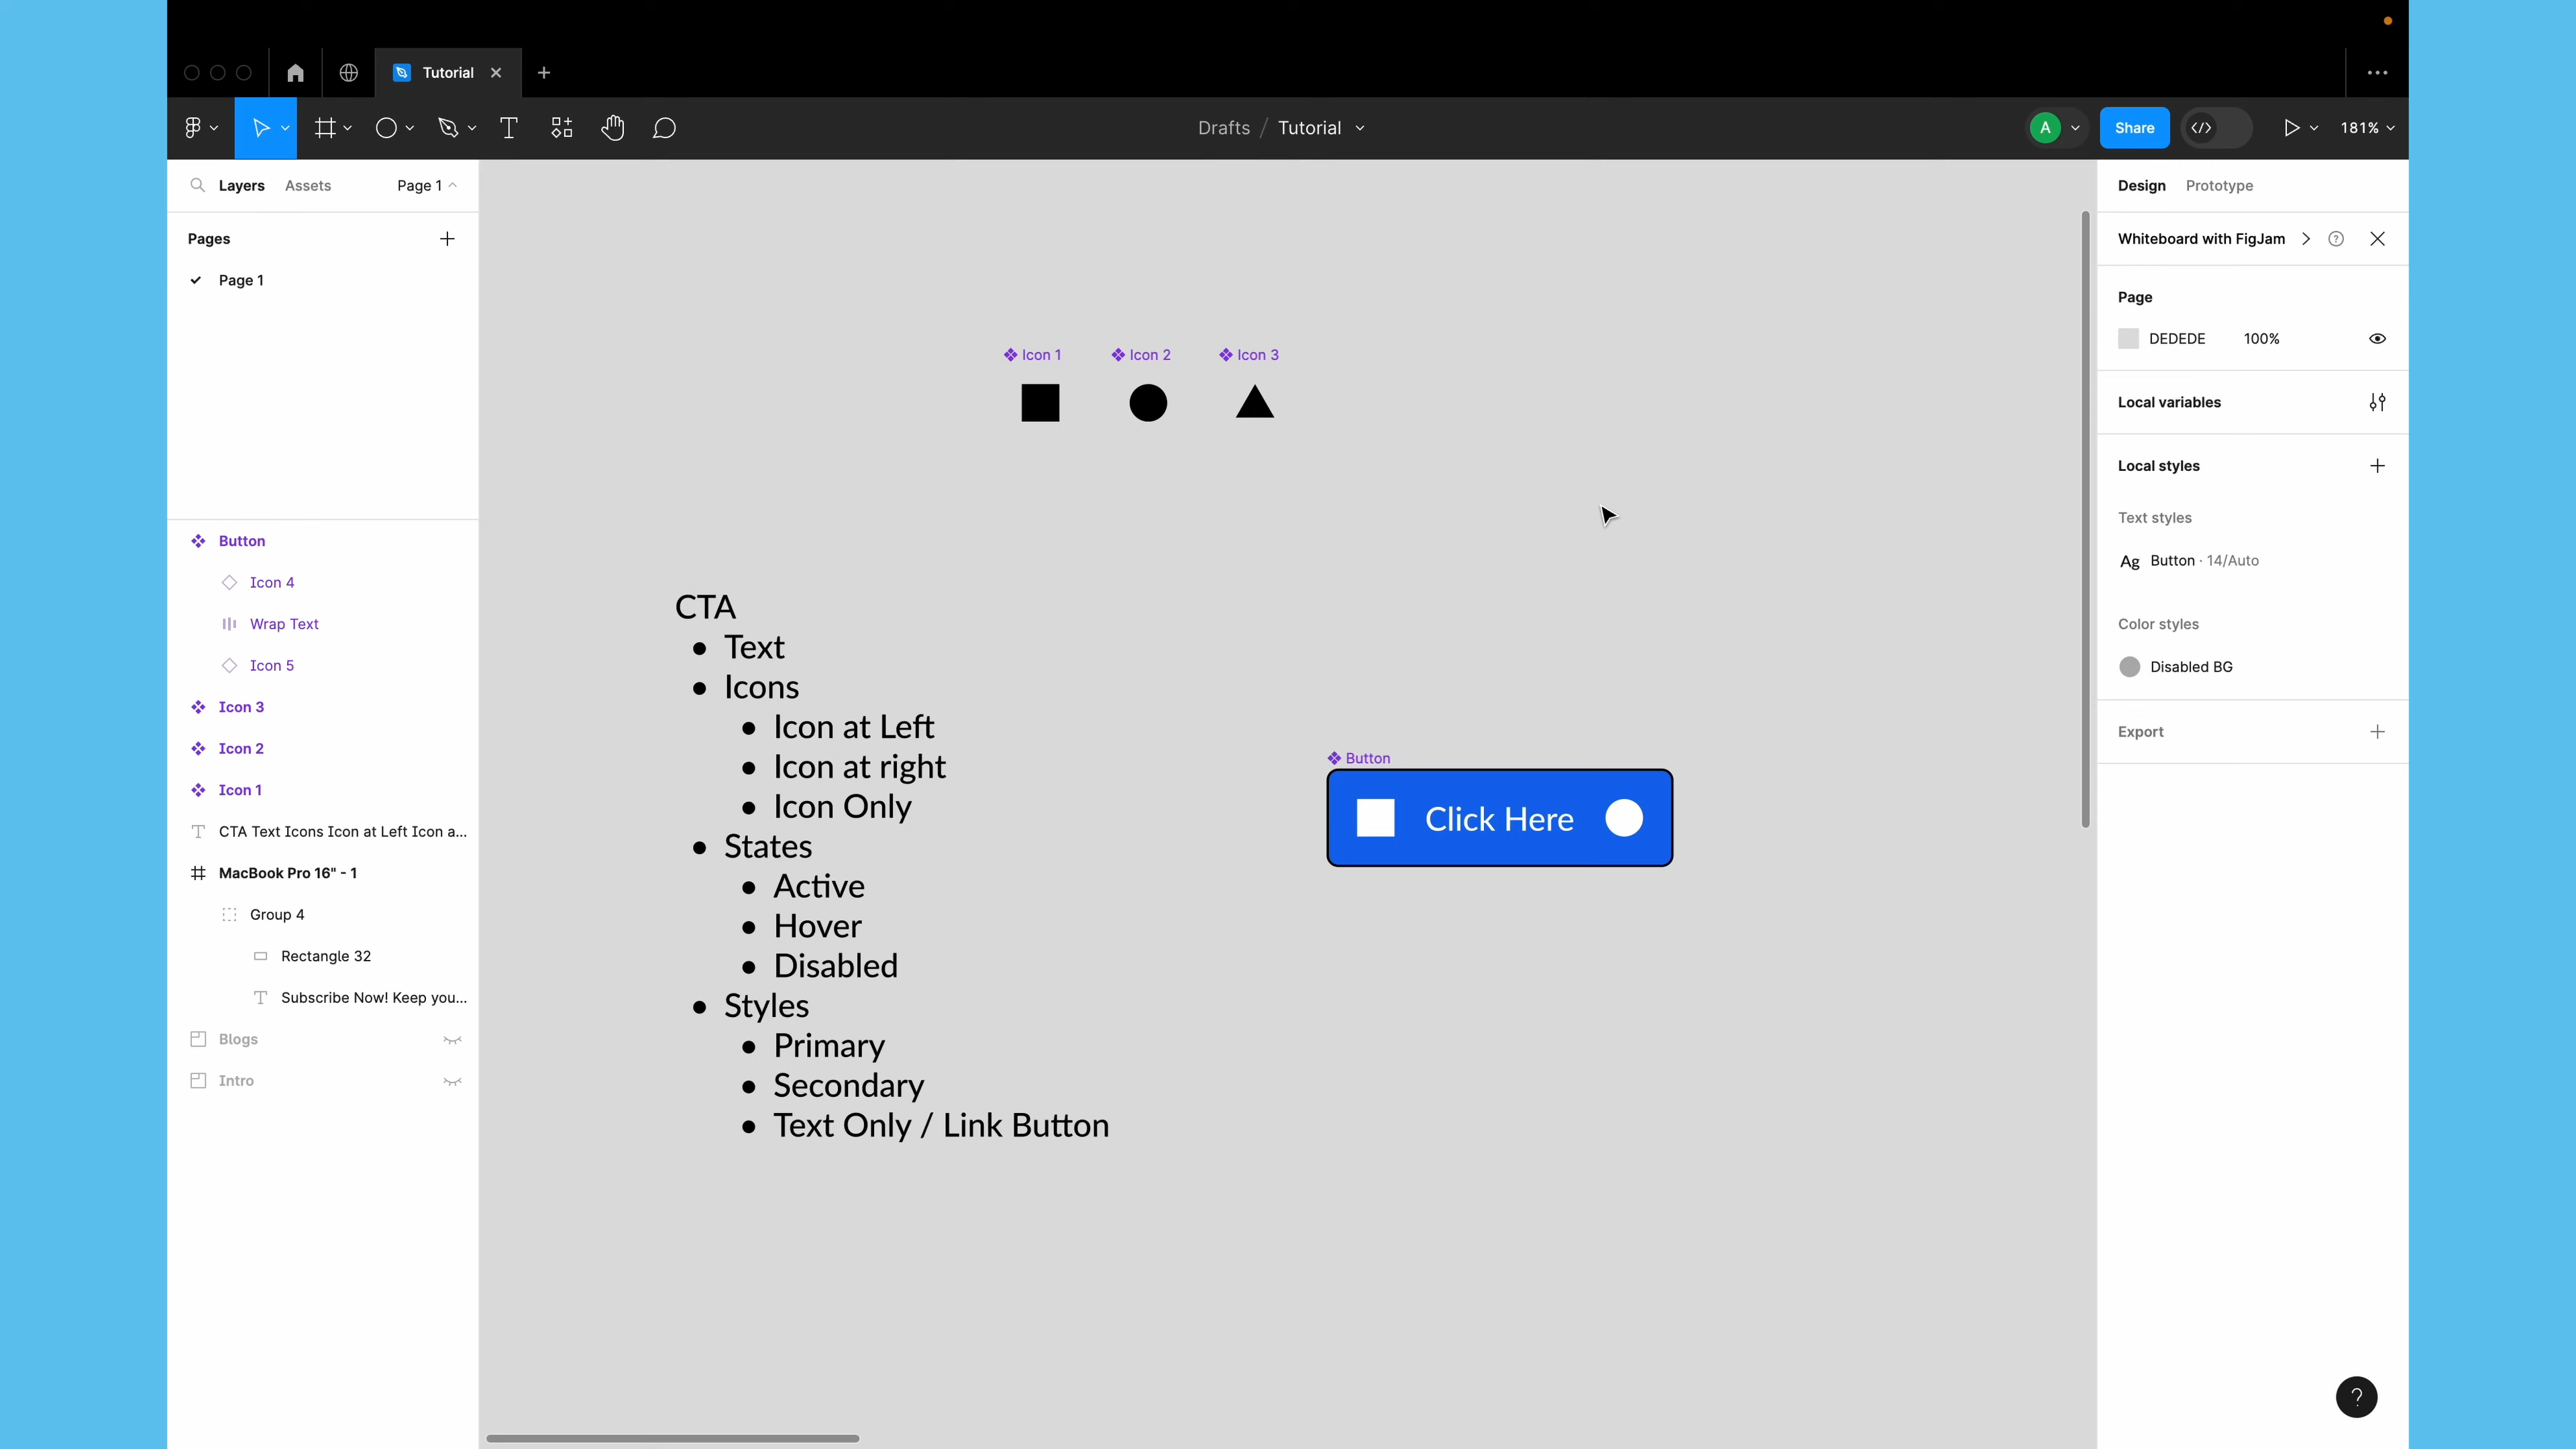 Tutorial
Drafts / Tutorial
A
Share
181%
Layers Assets Page 1
Pages
Page 1
Button
Icon 4
Wrap Text
Icon 5
Icon 3
Icon 2
Icon 1
CTA Text Icons Icon at Left Icon a...
MacBook Pro 16" - 1
Group 4
Rectangle 32
Subscribe Now! Keep you...
Blogs
Intro
Icon 1 Icon 2 Icon 3
CTA
• Text
• Icons
• Icon at Left
• Icon at right
• Icon Only
• States
• Active
• Hover
• Disabled
• Styles
• Primary
• Secondary
• Text Only / Link Button
Button
Click Here
Design Prototype
Whiteboard with FigJam
Page
DEDEDE 100%
Local variables
Local styles
Text styles
Ag Button · 14/Auto
Color styles
Disabled BG
Export
?